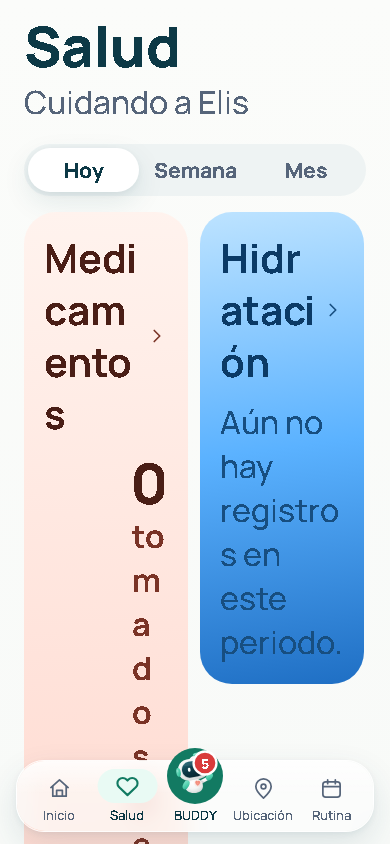 Salud
Cuidando a Elis
Hoy Semana Mes
Medi
cam
ento
s
0
to
m
a
d
o
s
Hidr
ataci
ón
Aún no
hay
registro
s en
este
periodo.
5
Inicio Salud BUDDY Ubicación Rutina